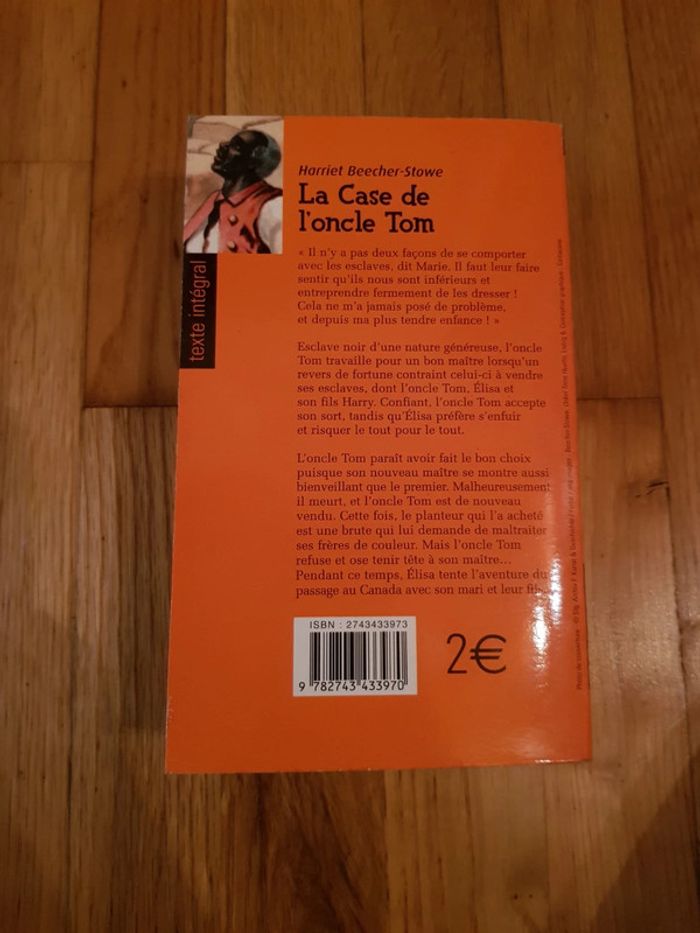 Harriet Beecher-Stowe
La Case de
l'oncle Tom
texte intégral
« Il n'y a pas deux façons de se comporter
avec les esclaves, dit Marie. Il faut leur faire
sentir qu'ils nous sont inférieurs et
entreprendre fermement de les dresser !
Cela ne m'a jamais posé de problème,
et depuis ma plus tendre enfance ! »
Esclave noir d'une nature généreuse, l'oncle
Tom travaille pour un bon maître lorsqu'un
revers de fortune contraint celui-ci à vendre
ses esclaves, dont l'oncle Tom, Élisa et
son fils Harry. Confiant, l'oncle Tom accepte
son sort, tandis qu'Élisa préfère s'enfuir
et risquer le tout pour le tout.
L'oncle Tom paraît avoir fait le bon choix
puisque son nouveau maître se montre aussi
bienveillant que le premier. Malheureusement
il meurt, et l'oncle Tom est de nouveau
vendu. Cette fois, le planteur qui l'a acheté
est une brute qui lui demande de maltraiter
ses frères de couleur. Mais l'oncle Tom
refuse et ose tenir tête à son maître…
Pendant ce temps, Élisa tente l'aventure du
passage au Canada avec son mari et leur fils.
ISBN : 2743433973
9 782743 433970
2€
Photo de couverture